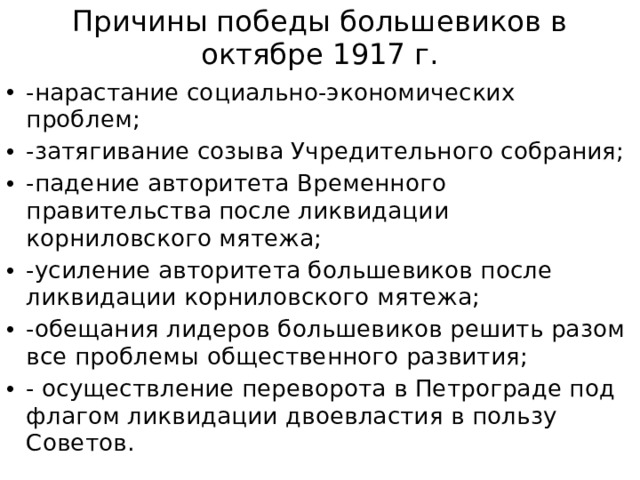 Причины победы большевиков в
октябре 1917 г.
• -нарастание социально-экономических
проблем;
• -затягивание созыва Учредительного собрания;
• -падение авторитета Временного
правительства после ликвидации
корниловского мятежа;
• -усиление авторитета большевиков после
ликвидации корниловского мятежа;
• -обещания лидеров большевиков решить разом
все проблемы общественного развития;
• - осуществление переворота в Петрограде под
флагом ликвидации двоевластия в пользу
Советов.